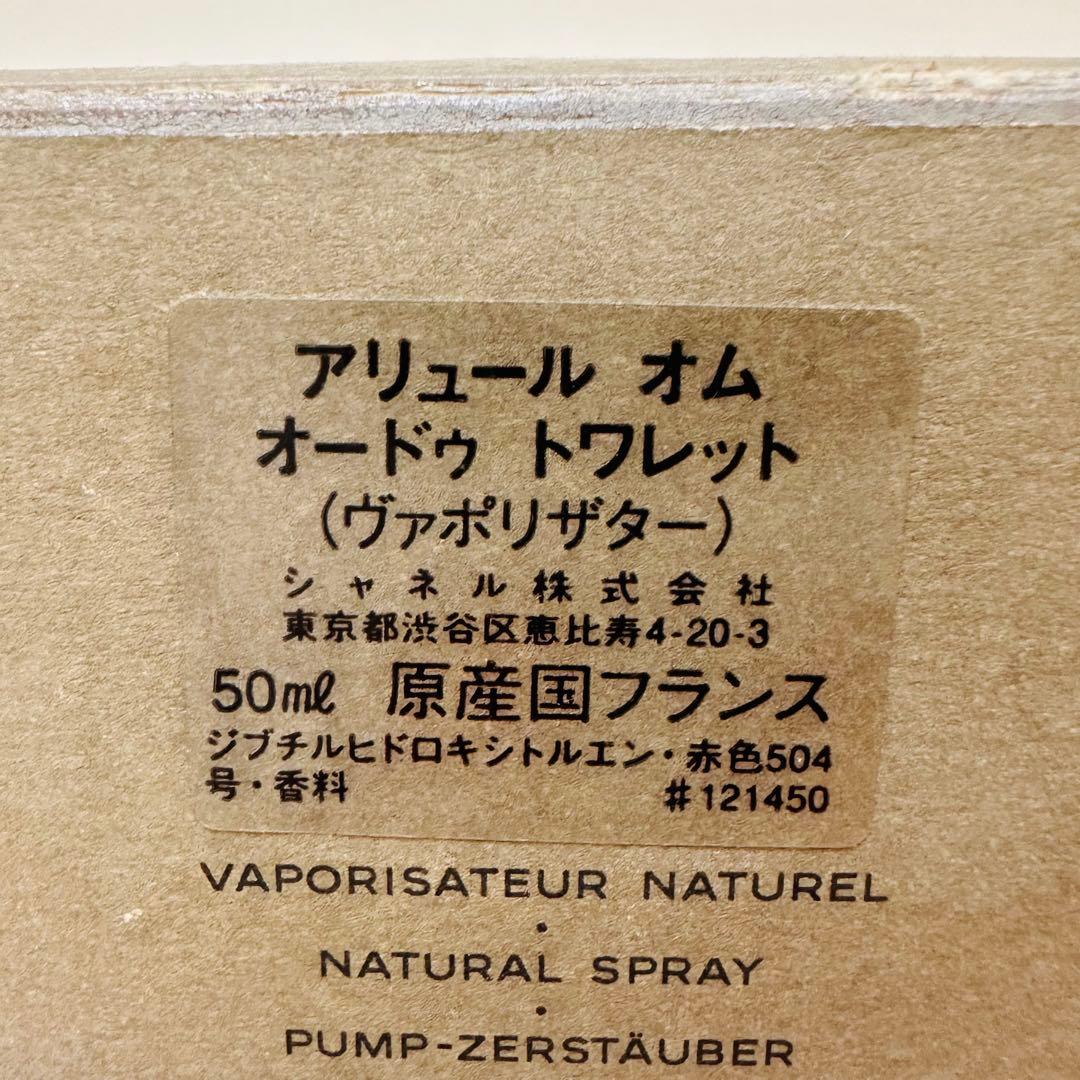 アリュール オム
オードゥ トワレット
(ヴァポリザター)
シャネル株式会社
東京都渋谷区恵比寿4-20-3
50mℓ 原産国フランス
ジブチルヒドロキシトルエン・赤色504
号・香料 #121450
VAPORISATEUR NATUREL
·
NATURAL SPRAY
·
PUMP-ZERSTÄUBER